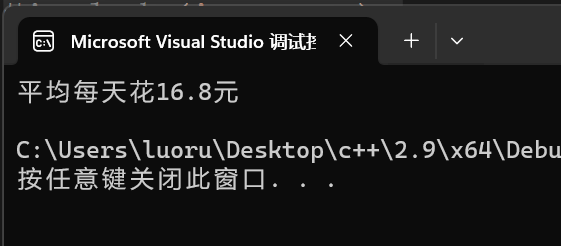 Microsoft Visual Studio 调试
平均每天花16.8元
C:\Users\luoru\Desktop\c++\2.9\x64\Debu
按任意键关闭此窗口. . .